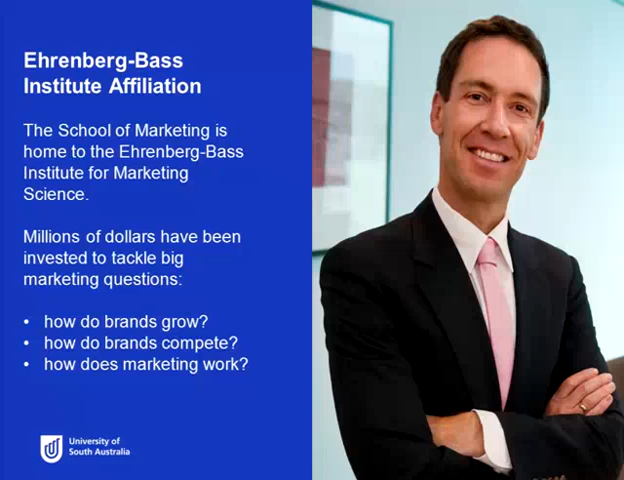 Ehrenberg-Bass
Institute Affiliation
The School of Marketing is
home to the Ehrenberg-Bass
Institute for Marketing
Science.
Millions of dollars have been
invested to tackle big
marketing questions:
• how do brands grow?
• how do brands compete?
• how does marketing work?
University of
South Australia